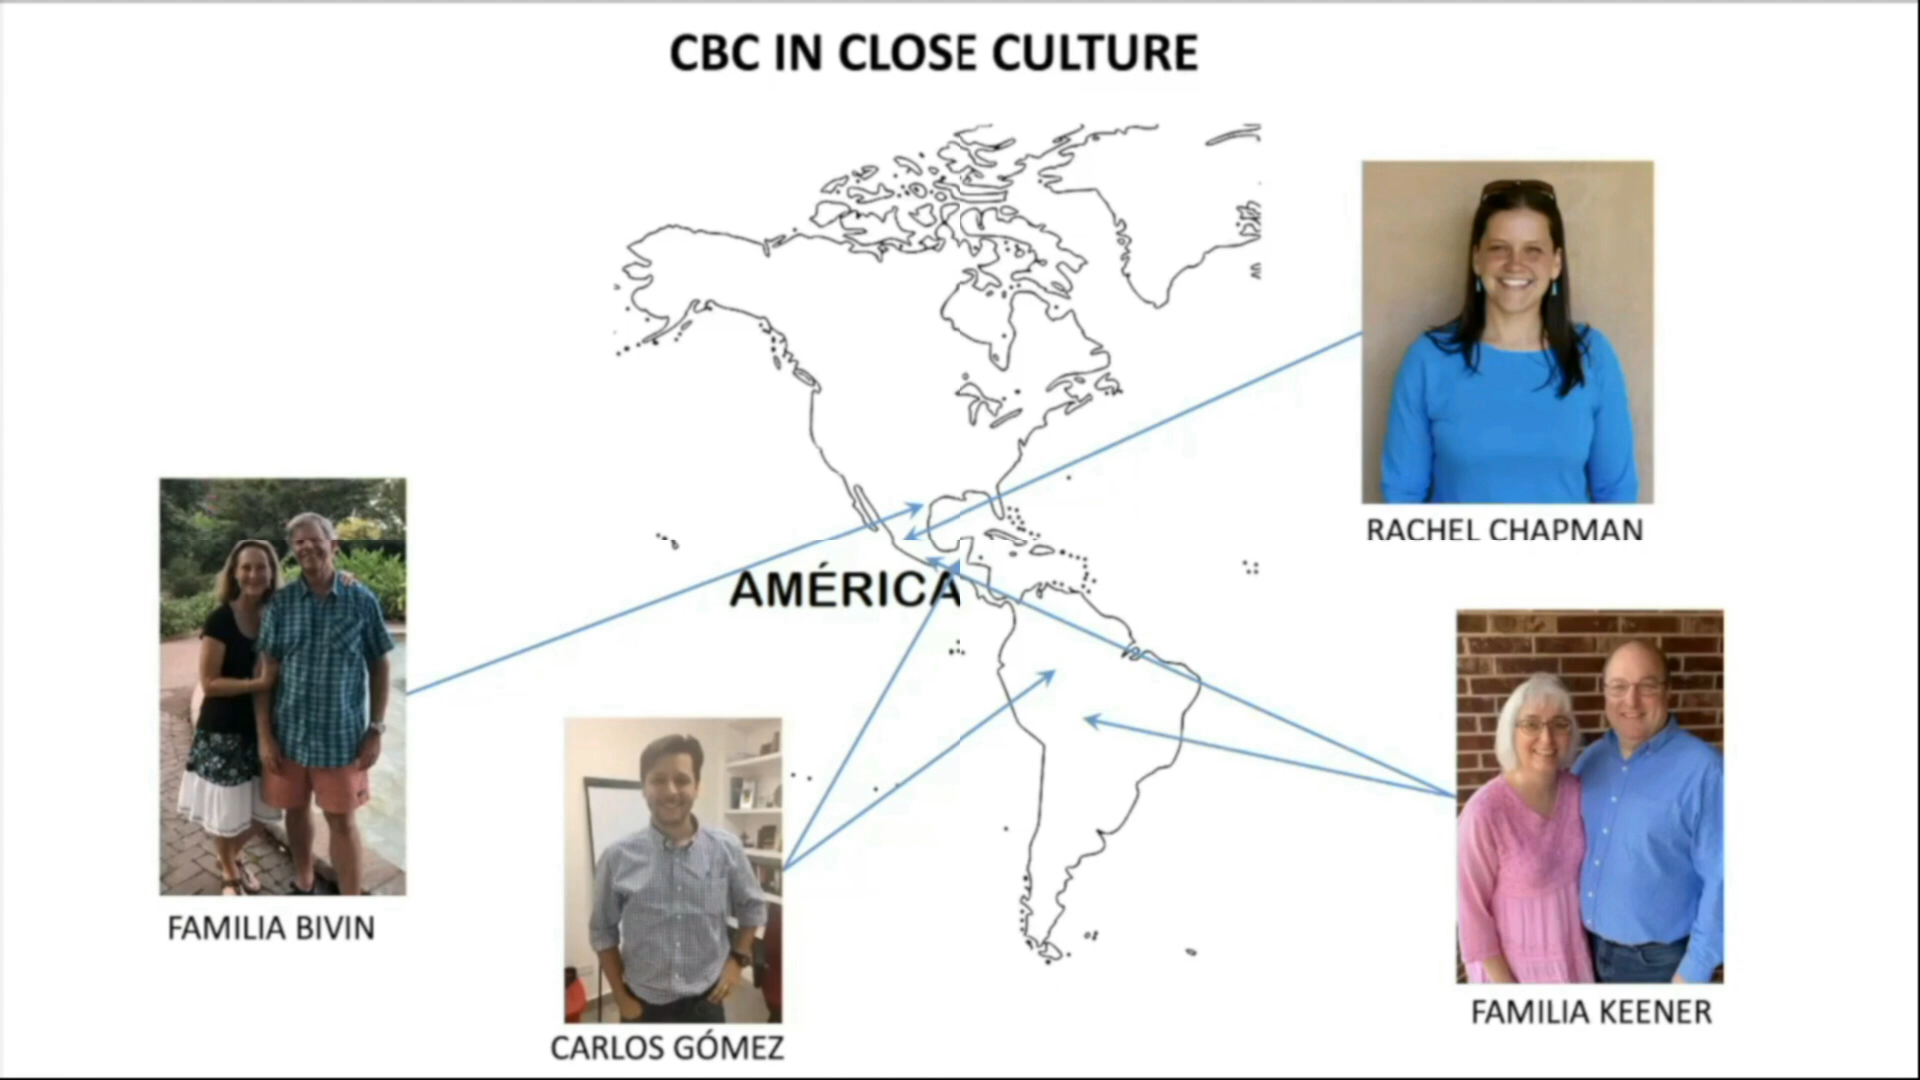 CBC IN CLOSE CULTURE
RACHEL CHAPMAN
AMÉRICA
FAMILIA BIVIN
CARLOS GÓMEZ
FAMILIA KEENER